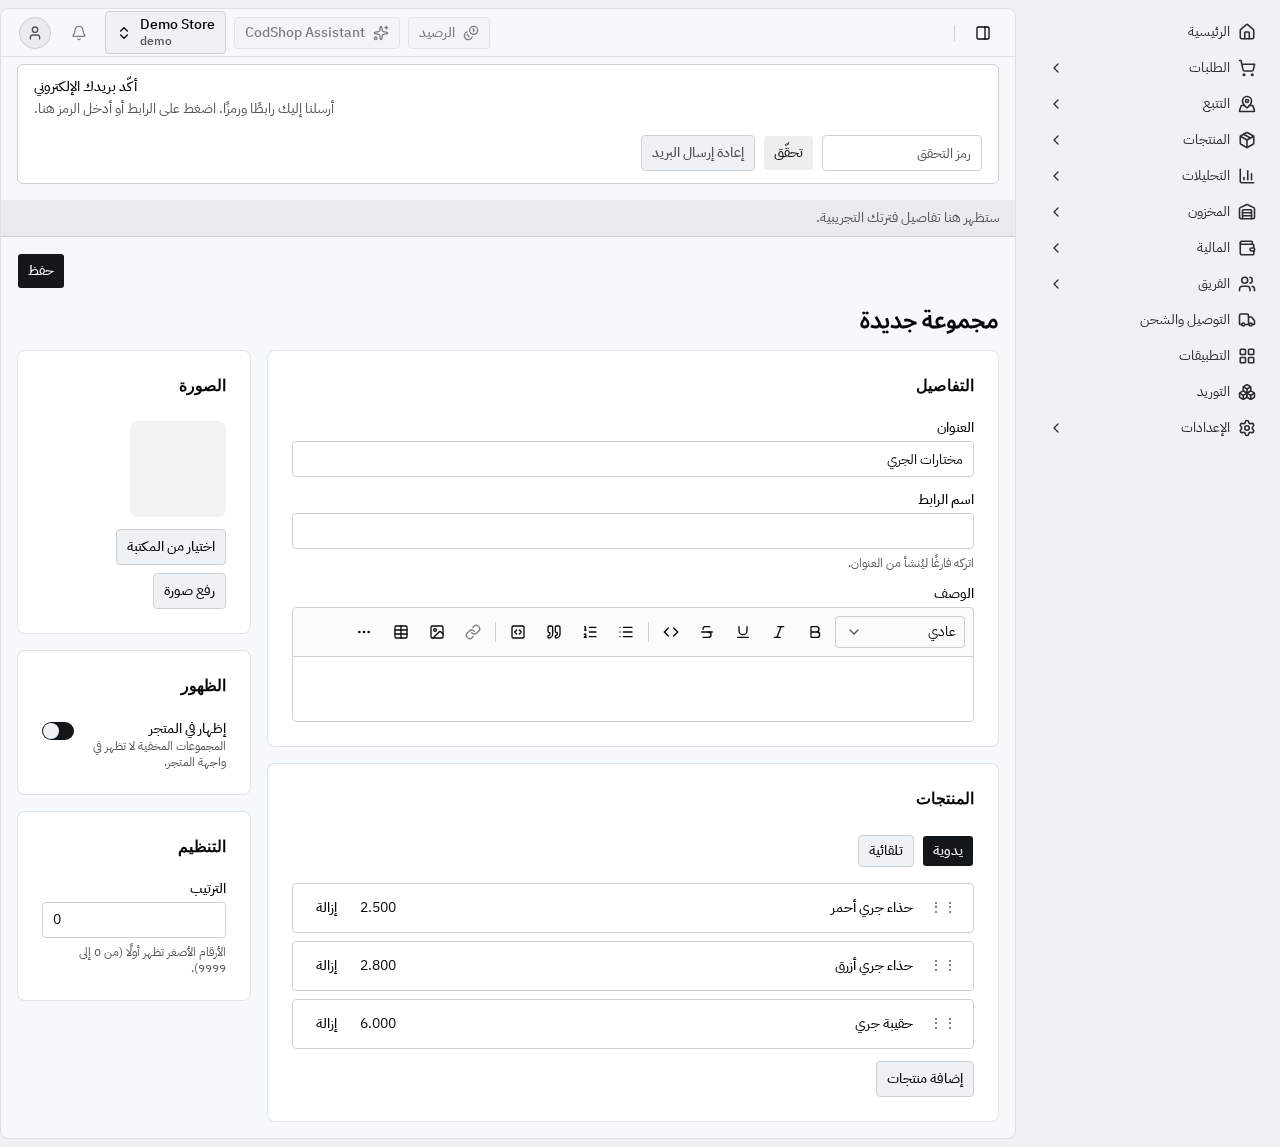 الرئيسية
الطلبات
التتبع
المنتجات
التحليلات
المخزون
المالية
الفريق
التوصيل والشحن
التطبيقات
التوريد
الإعدادات
الرصيد
CodShop Assistant
Demo Store
demo
أكّد بريدك الإلكتروني
أرسلنا إليك رابطًا ورمزًا. اضغط على الرابط أو أدخل الرمز هنا.
رمز التحقق
تحقّق
إعادة إرسال البريد
ستظهر هنا تفاصيل فترتك التجريبية.
حفظ
مجموعة جديدة
التفاصيل
العنوان
مختارات الجري
اسم الرابط
اتركه فارغًا ليُنشأ من العنوان.
الوصف
عادي
المنتجات
يدوية
تلقائية
حذاء جري أحمر
2.500
إزالة
حذاء جري أزرق
2.800
إزالة
حقيبة جري
6.000
إزالة
إضافة منتجات
الصورة
اختيار من المكتبة
رفع صورة
الظهور
إظهار في المتجر
المجموعات المخفية لا تظهر في
واجهة المتجر.
التنظيم
الترتيب
0
الأرقام الأصغر تظهر أولًا (من 0 إلى
9999).